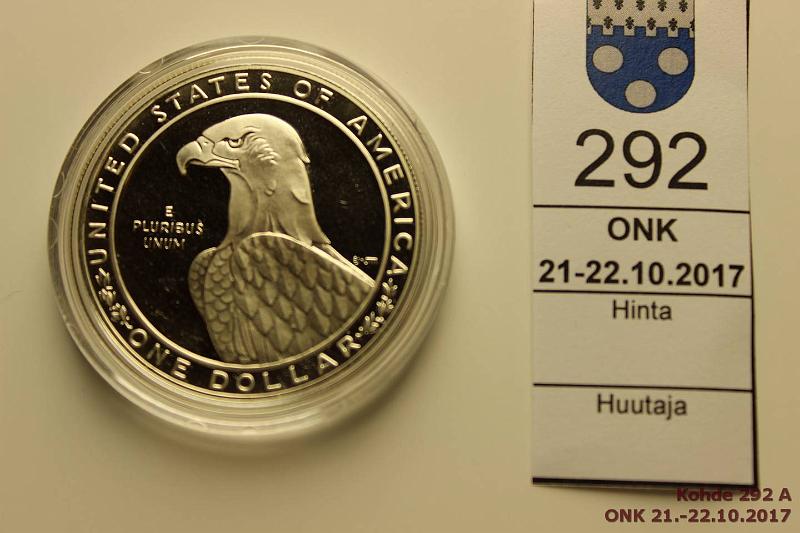 UNITED STATES OF AMERICA
E
PLURIBUS
UNUM
ONE DOLLAR
292
ONK
21-22.10.2017
Hinta
Huutaja
Kohde 292 A
ONK 21.-22.10.2017